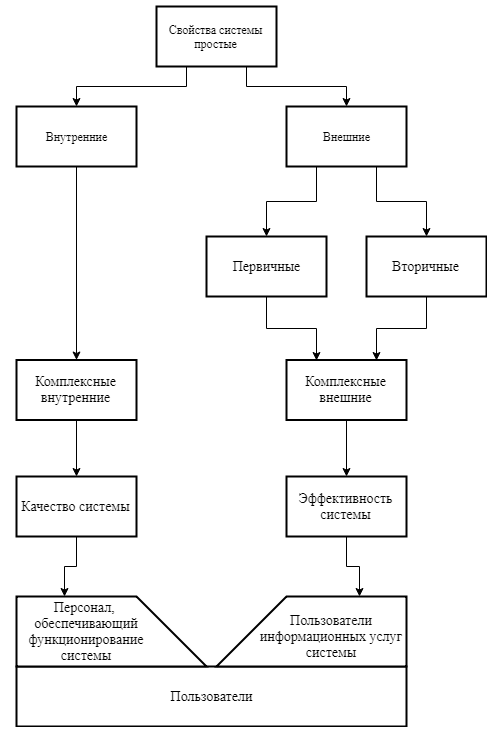 Свойства системы
простые
Внутренние
Внешние
Первичные
Вторичные
Комплексные
внутренние
Комплексные
внешние
Качество системы
Эффективность
системы
Персонал,
обеспечивающий
функционирование
системы
Пользователи
информационных услуг
системы
Пользователи